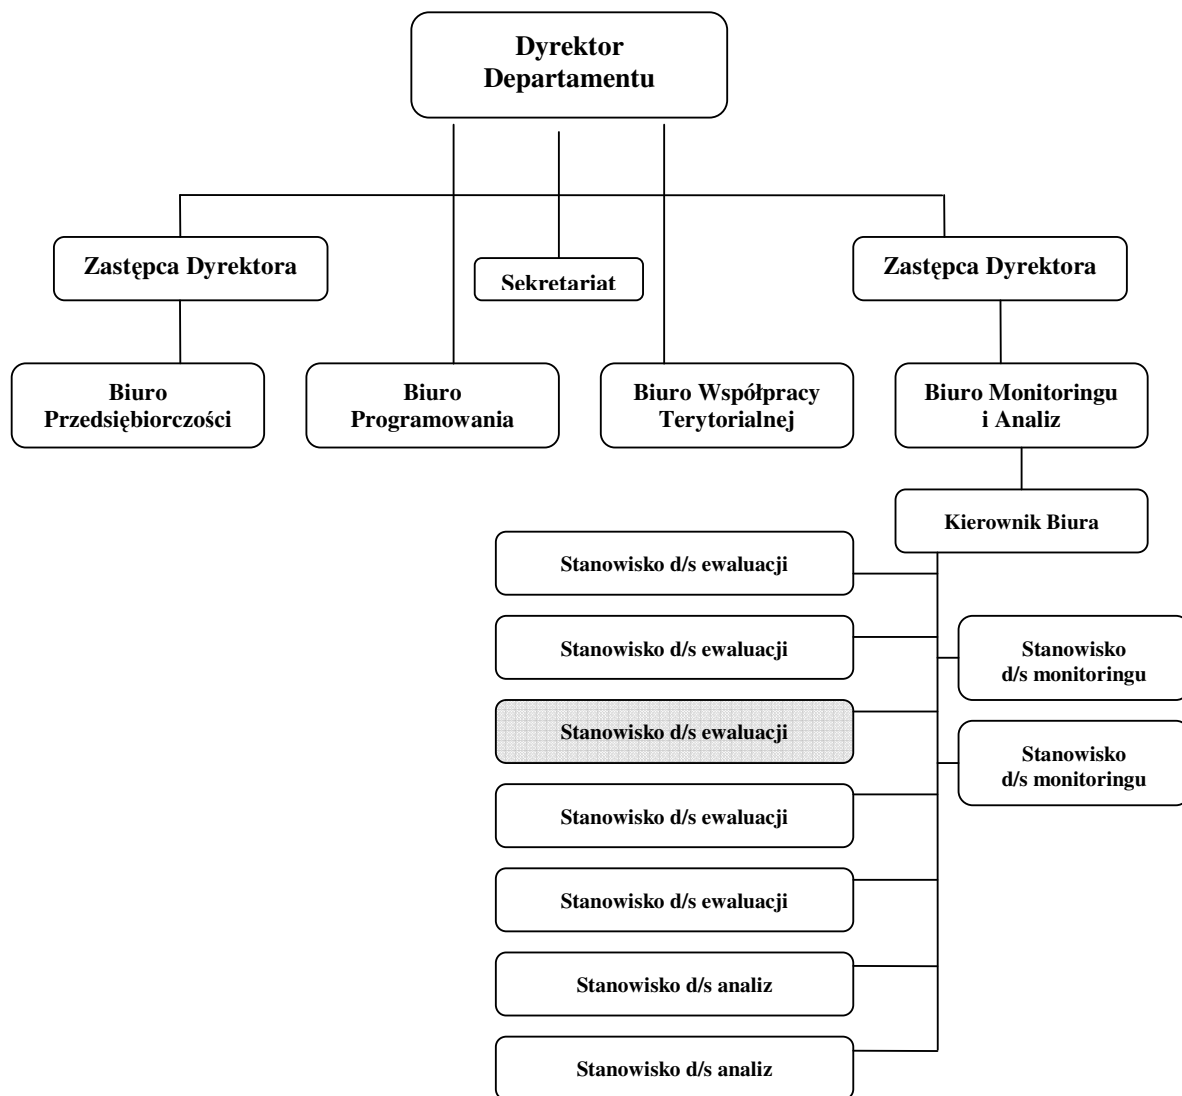 Dyrektor
Departamentu
Zastępca Dyrektora
Sekretariat
Zastępca Dyrektora
Biuro
Przedsiębiorczości
Biuro
Programowania
Biuro Współpracy
Terytorialnej
Biuro Monitoringu
i Analiz
Kierownik Biura
Stanowisko d/s ewaluacji
Stanowisko d/s ewaluacji
Stanowisko
d/s monitoringu
Stanowisko d/s ewaluacji
Stanowisko
d/s monitoringu
Stanowisko d/s ewaluacji
Stanowisko d/s ewaluacji
Stanowisko d/s analiz
Stanowisko d/s analiz